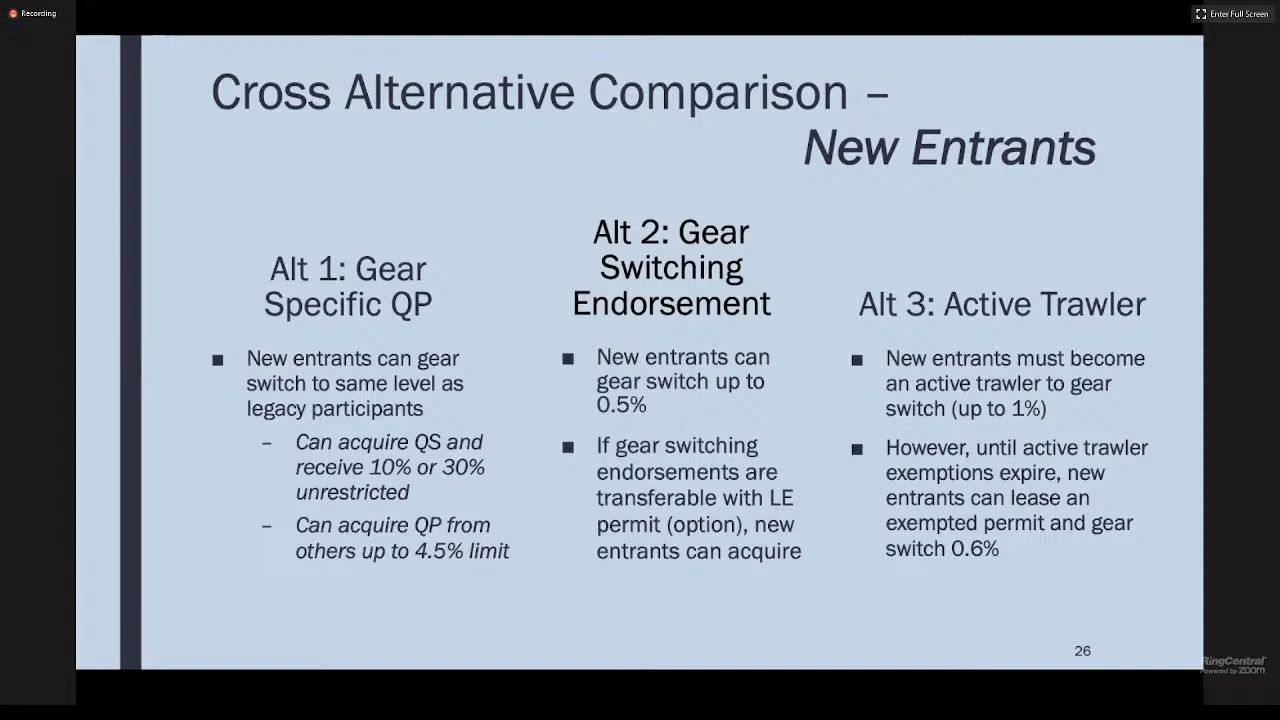 Recording
Enter Full Screen
Cross Alternative Comparison –
New Entrants
Alt 1: Gear
Specific QP
■ New entrants can gear
switch to same level as
legacy participants
– Can acquire QS and
receive 10% or 30%
unrestricted
– Can acquire QP from
others up to 4.5% limit
Alt 2: Gear
Switching
Endorsement
■ New entrants can
gear switch up to
0.5%
■ If gear switching
endorsements are
transferable with LE
permit (option), new
entrants can acquire
Alt 3: Active Trawler
■ New entrants must become
an active trawler to gear
switch (up to 1%)
■ However, until active trawler
exemptions expire, new
entrants can lease an
exempted permit and gear
switch 0.6%
26
RingCentral
Powered by ZOOM